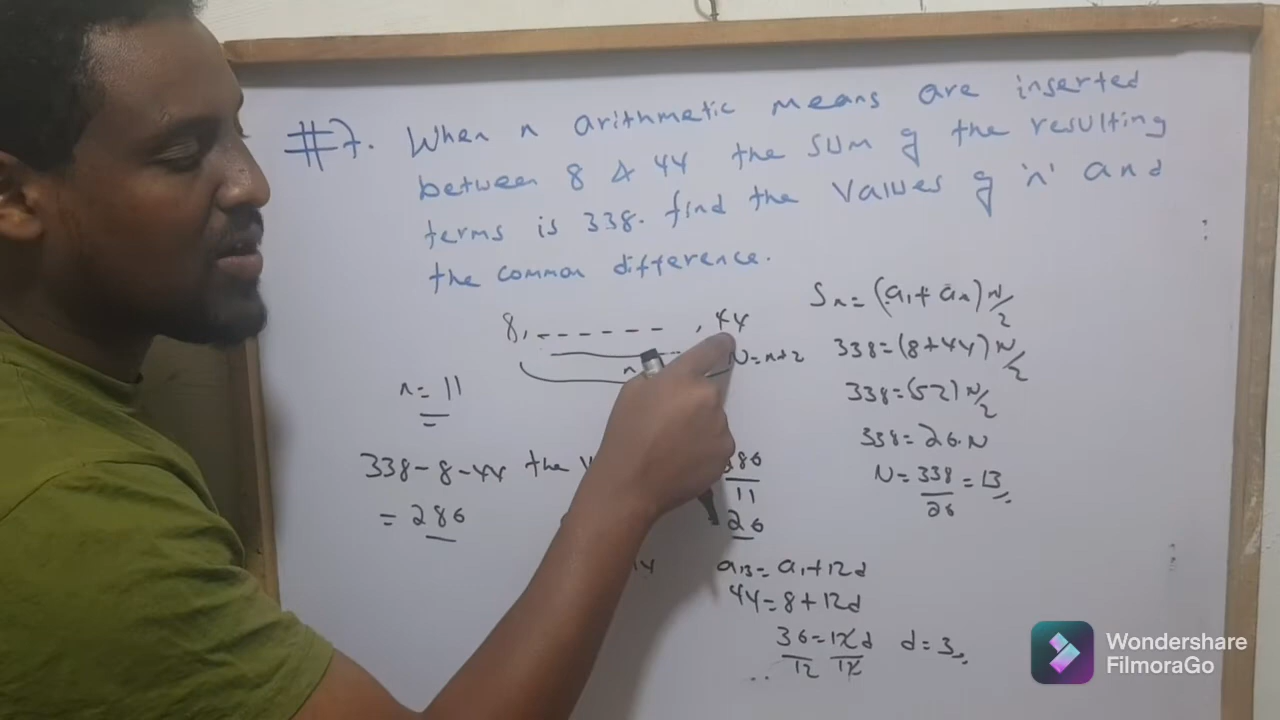 #7. When n arithmetic means are inserted
between 8 & 44 the sum of the resulting
terms is 338. find the values of 'n' and
the common difference.
8, _ _ _ _ _ _ , 44
n
N=n+2
n = 11
338-8-44 the
= 286
286/11
26
Sn = (a1 + an) N/2
338 = (8+44) N/2
338 = (52) N/2
338 = 26.N
N = 338/26 = 13
a13 = a1 + 12d
44 = 8 + 12d
36/12 = 12d/12 d = 3
Wondershare
FilmoraGo